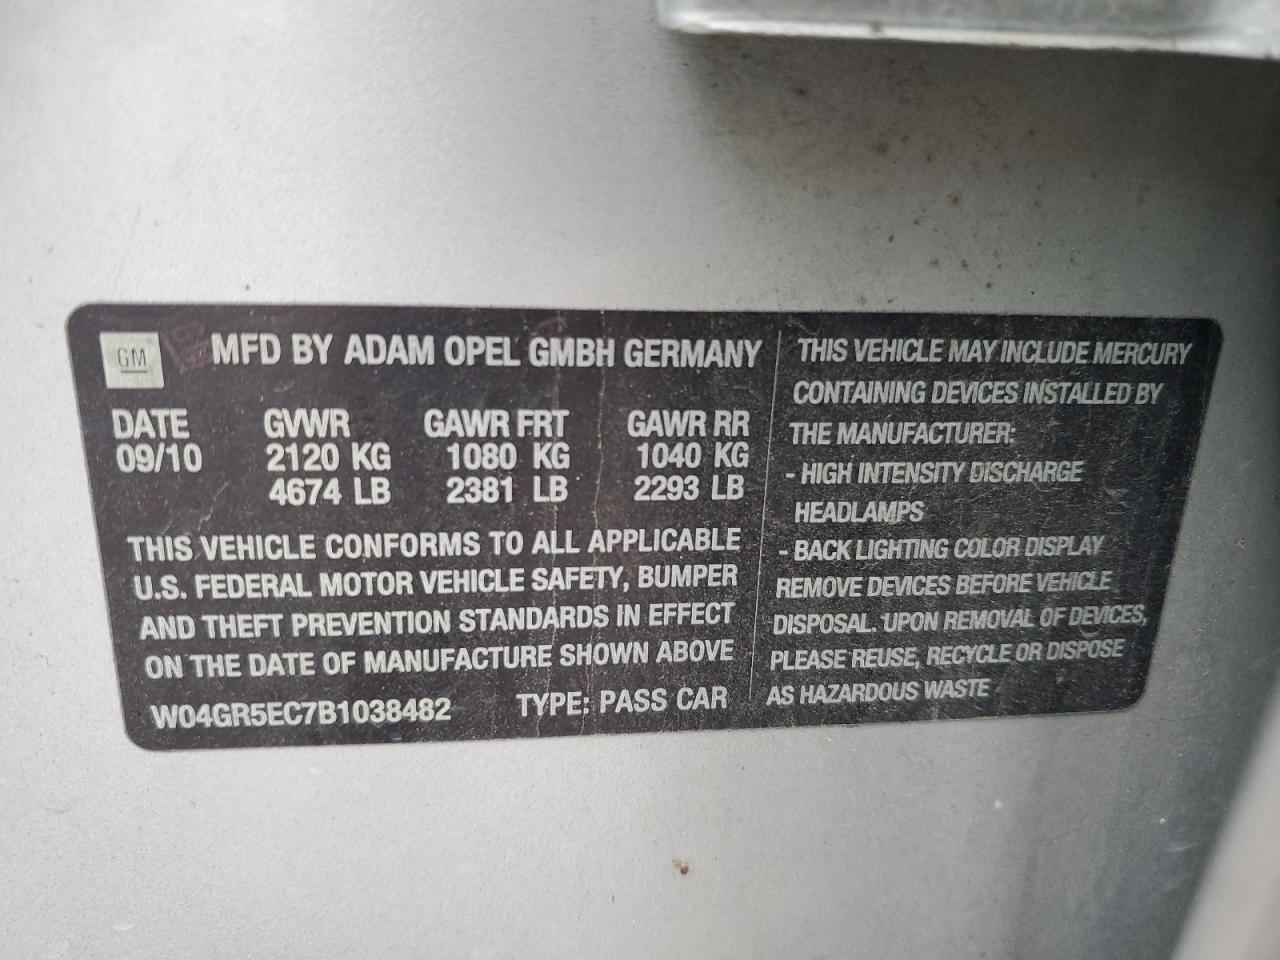 GM
MFD BY ADAM OPEL GMBH GERMANY
DATE GVWR GAWR FRT GAWR RR
09/10 2120 KG 1080 KG 1040 KG
4674 LB 2381 LB 2293 LB
THIS VEHICLE CONFORMS TO ALL APPLICABLE
U.S. FEDERAL MOTOR VEHICLE SAFETY, BUMPER
AND THEFT PREVENTION STANDARDS IN EFFECT
ON THE DATE OF MANUFACTURE SHOWN ABOVE
W04GR5EC7B1038482 TYPE: PASS CAR
THIS VEHICLE MAY INCLUDE MERCURY
CONTAINING DEVICES INSTALLED BY
THE MANUFACTURER:
- HIGH INTENSITY DISCHARGE
HEADLAMPS
- BACK LIGHTING COLOR DISPLAY
REMOVE DEVICES BEFORE VEHICLE
DISPOSAL. UPON REMOVAL OF DEVICES,
PLEASE REUSE, RECYCLE OR DISPOSE
AS HAZARDOUS WASTE